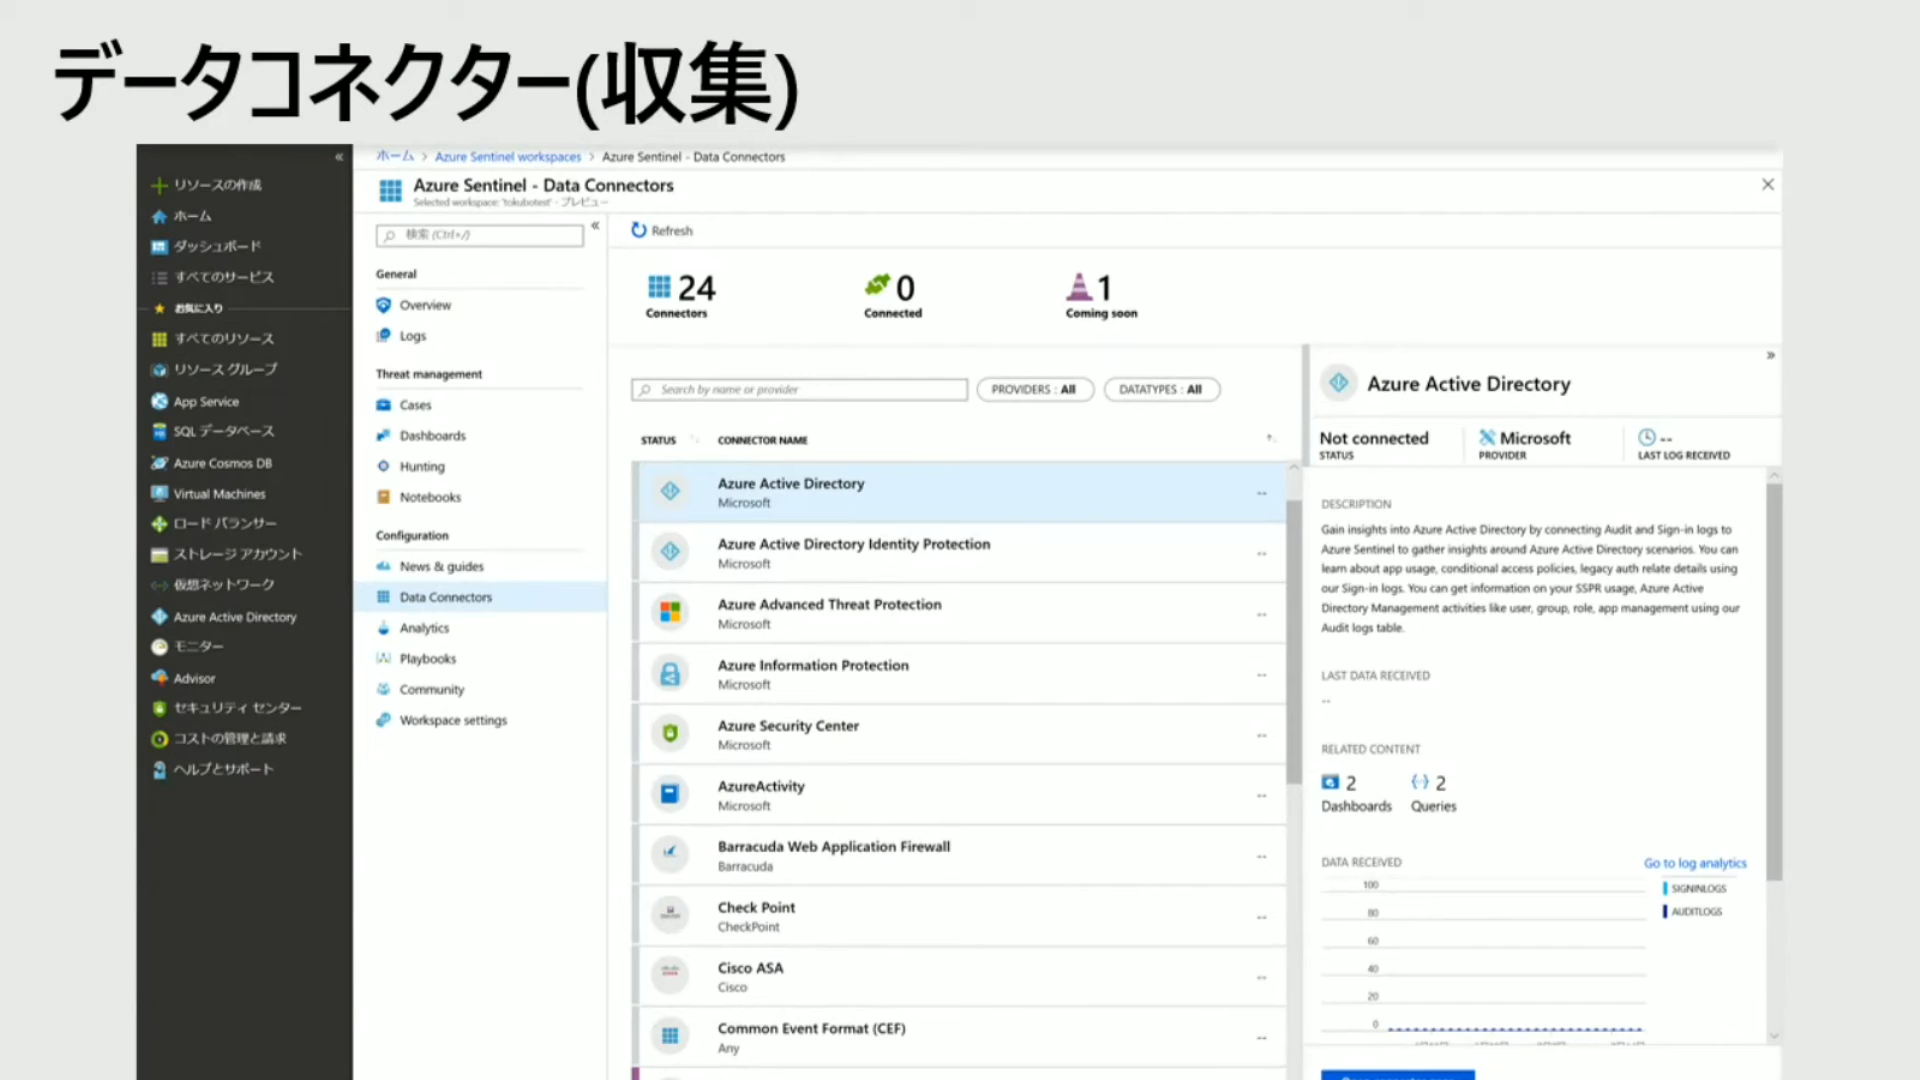 データコネクター(収集)
«
リソースの作成
ホーム
ダッシュボード
すべてのサービス
お気に入り
すべてのリソース
リソース グループ
App Service
SQL データベース
Azure Cosmos DB
Virtual Machines
ロード バランサー
ストレージ アカウント
仮想ネットワーク
Azure Active Directory
モニター
Advisor
セキュリティ センター
コストの管理と請求
ヘルプとサポート
ホーム > Azure Sentinel workspaces > Azure Sentinel - Data Connectors
Azure Sentinel - Data Connectors
Selected workspace: 'tokubotest' - プレビュー
検索 (Ctrl+/)
«
General
Overview
Logs
Threat management
Cases
Dashboards
Hunting
Notebooks
Configuration
News & guides
Data Connectors
Analytics
Playbooks
Community
Workspace settings
Refresh
24
Connectors
0
Connected
1
Coming soon
Search by name or provider
PROVIDERS : All
DATATYPES : All
STATUS
CONNECTOR NAME
Azure Active Directory
Microsoft
--
Azure Active Directory Identity Protection
Microsoft
--
Azure Advanced Threat Protection
Microsoft
--
Azure Information Protection
Microsoft
--
Azure Security Center
Microsoft
--
AzureActivity
Microsoft
--
Barracuda Web Application Firewall
Barracuda
--
Check Point
CheckPoint
--
Cisco ASA
Cisco
--
Common Event Format (CEF)
Any
--
»
Azure Active Directory
Not connected
STATUS
Microsoft
PROVIDER
--
LAST LOG RECEIVED
DESCRIPTION
Gain insights into Azure Active Directory by connecting Audit and Sign-in logs to
Azure Sentinel to gather insights around Azure Active Directory scenarios. You can
learn about app usage, conditional access policies, legacy auth relate details using
our Sign-in logs. You can get information on your SSPR usage, Azure Active
Directory Management activities like user, group, role, app management using our
Audit logs table.
LAST DATA RECEIVED
--
RELATED CONTENT
2
Dashboards
2
Queries
DATA RECEIVED
Go to log analytics
100
80
60
40
20
0
SIGNINLOGS
AUDITLOGS